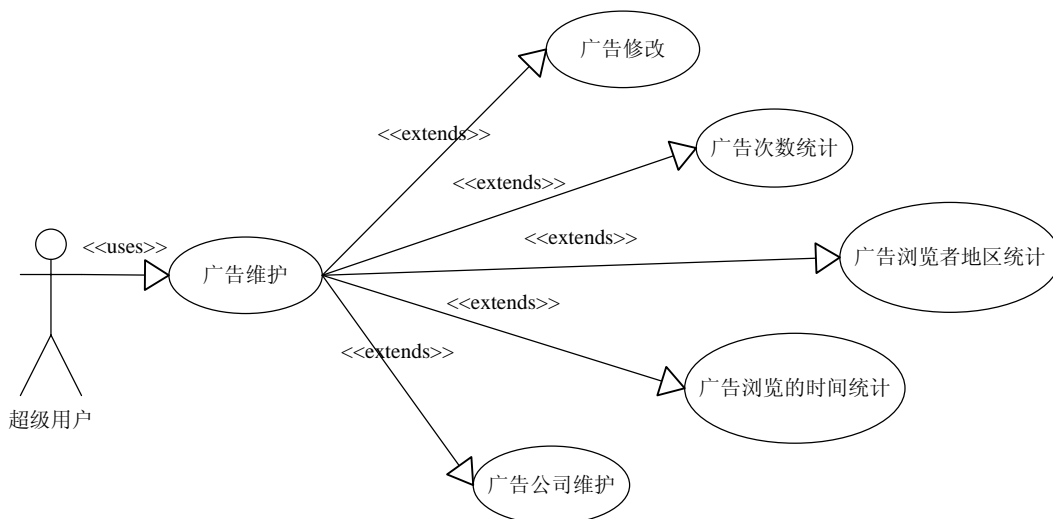 广告修改
<<extends>>
广告次数统计
<<extends>>
<<uses>>
<<extends>>
广告维护
广告浏览者地区统计
<<extends>>
<<extends>>
广告浏览的时间统计
超级用户
广告公司维护